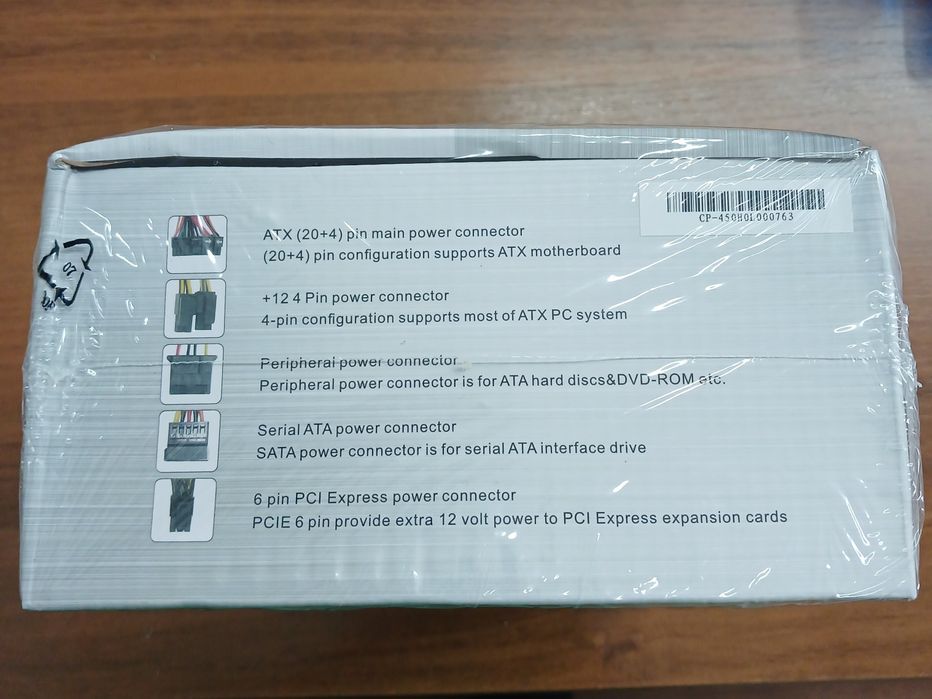 CP-450H0L000763
ATX (20+4) pin main power connector
(20+4) pin configuration supports ATX motherboard
+12 4 Pin power connector
4-pin configuration supports most of ATX PC system
Peripheral power connector
Peripheral power connector is for ATA hard discs&DVD-ROM etc.
Serial ATA power connector
SATA power connector is for serial ATA interface drive
6 pin PCI Express power connector
PCIE 6 pin provide extra 12 volt power to PCI Express expansion cards